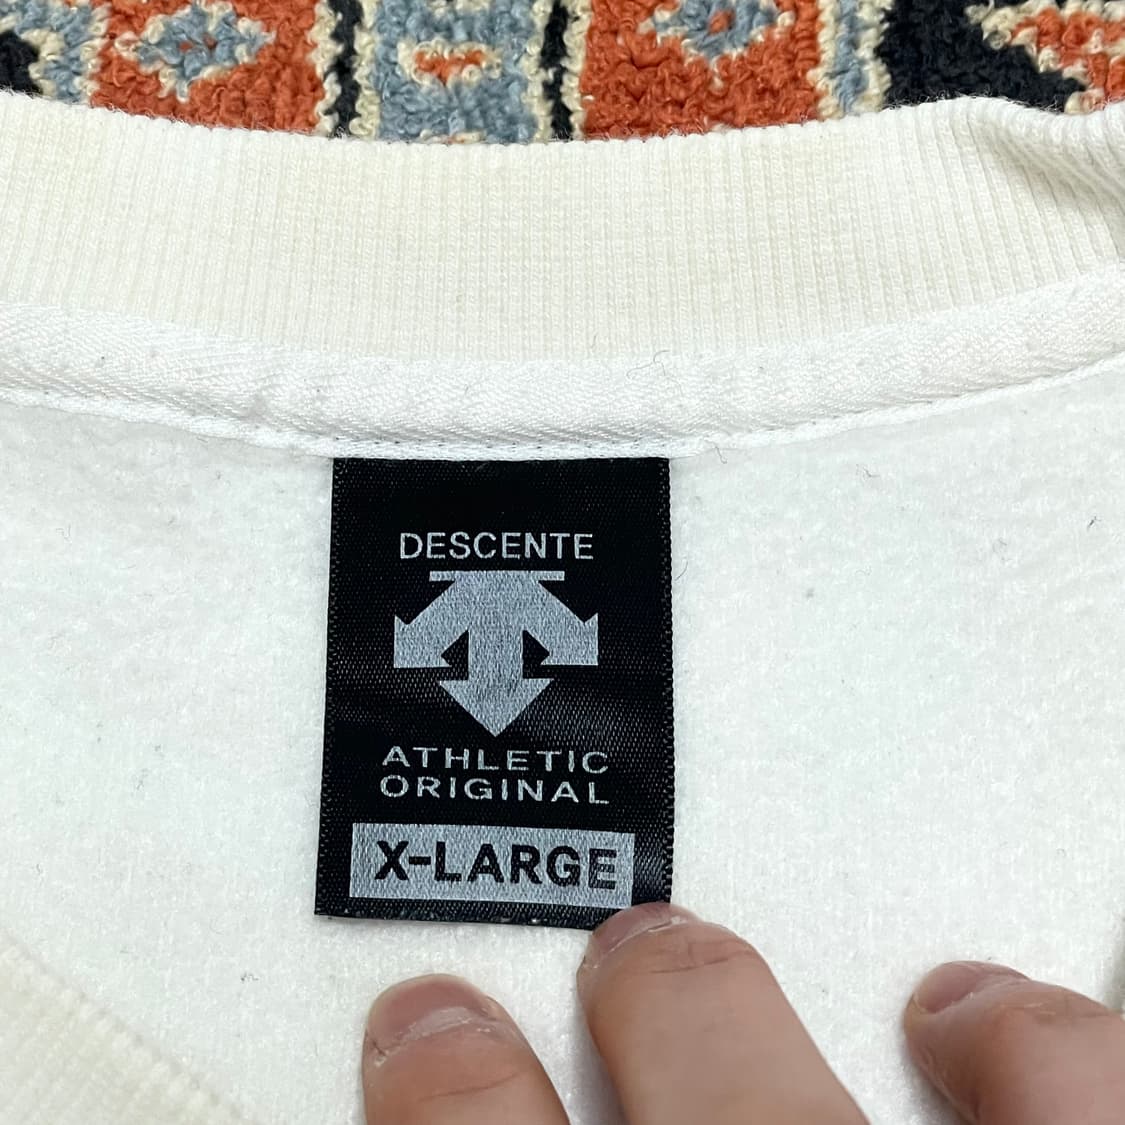 DESCENTE
ATHLETIC
ORIGINAL
X-LARGE